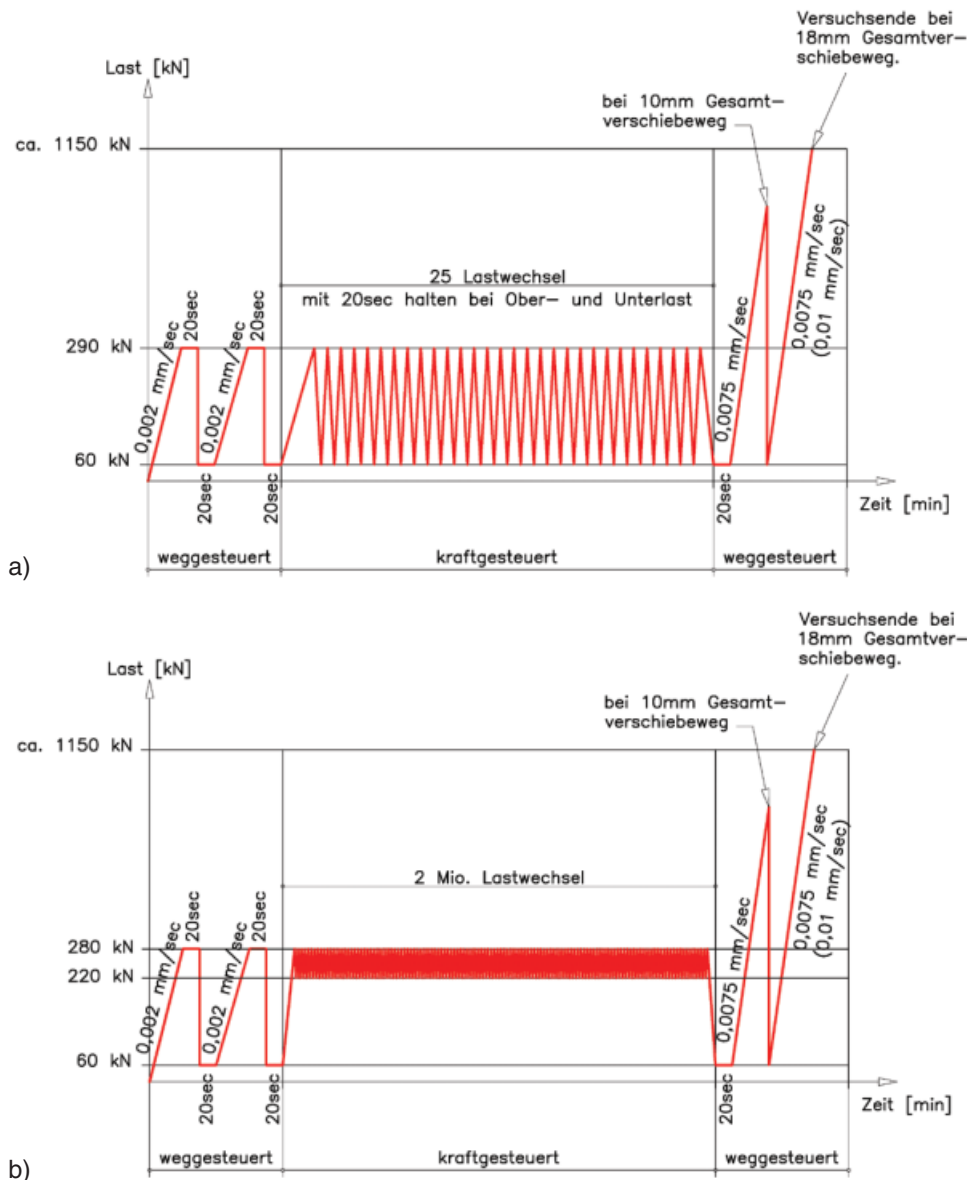 Versuchsende bei
18mm Gesamtver–
schiebeweg.
Last [kN]
bei 10mm Gesamt–
verschiebeweg
ca. 1150 kN
25 Lastwechsel
mit 20sec halten bei Ober– und Unterlast
290 kN
60 kN
0,002 mm/sec
20sec
20sec
0,002 mm/sec
20sec
20sec
20sec
0,0075 mm/sec
0,0075 mm/sec
(0,01 mm/sec)
Zeit [min]
weggesteuert
kraftgesteuert
weggesteuert
a)
Versuchsende bei
18mm Gesamtver–
schiebeweg.
Last [kN]
bei 10mm Gesamt–
verschiebeweg
ca. 1150 kN
2 Mio. Lastwechsel
280 kN
220 kN
60 kN
0,002 mm/sec
20sec
20sec
0,002 mm/sec
20sec
20sec
20sec
0,0075 mm/sec
0,0075 mm/sec
(0,01 mm/sec)
Zeit [min]
weggesteuert
kraftgesteuert
weggesteuert
b)